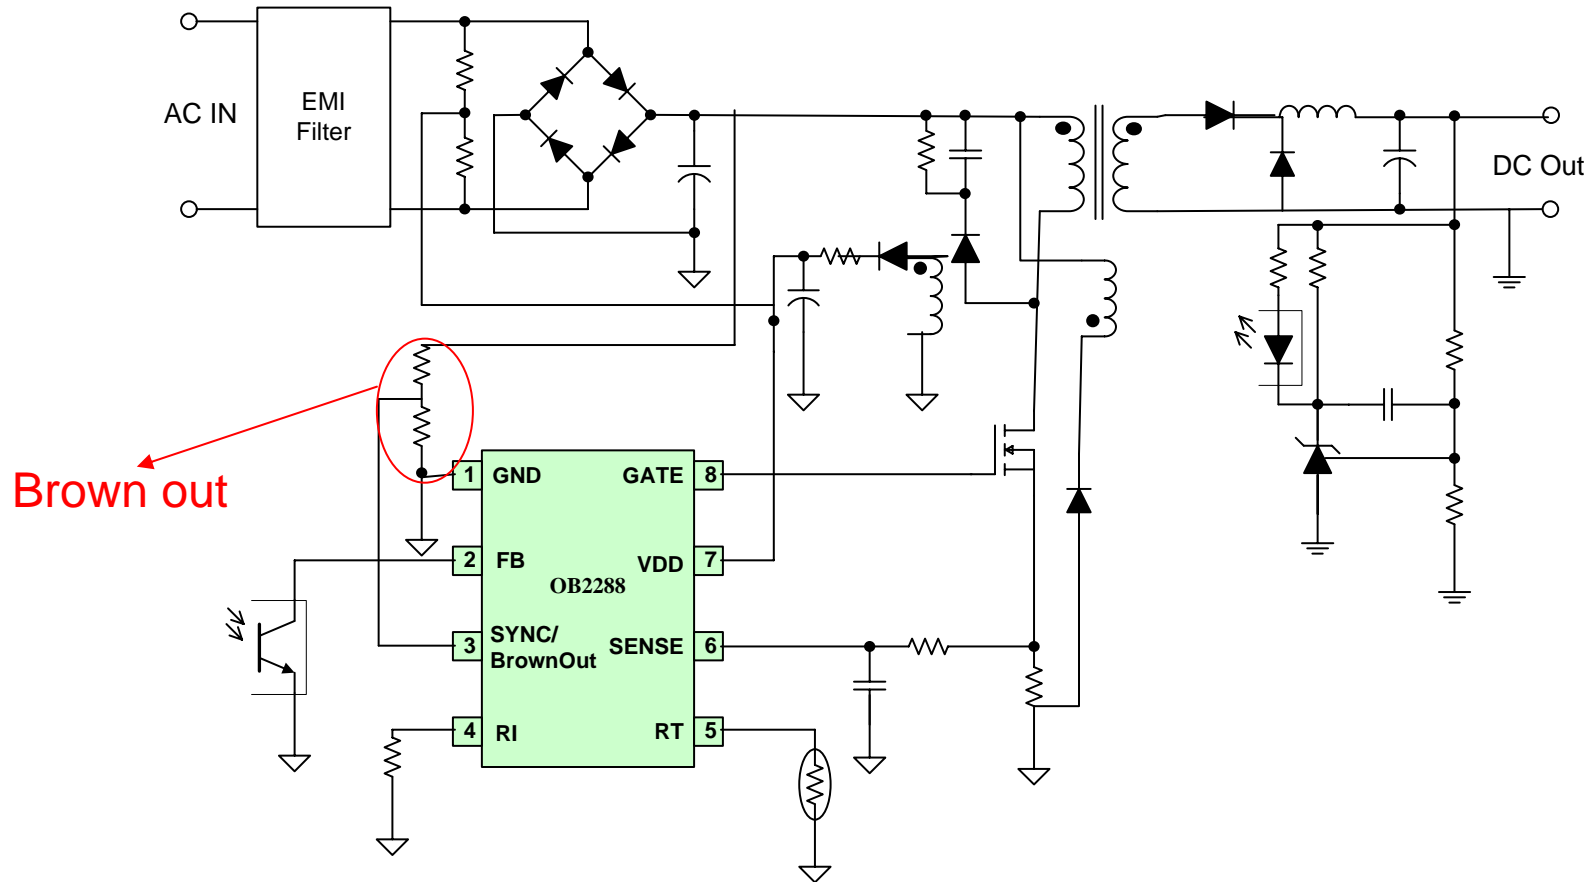 AC IN
EMI
Filter
DC Out
Brown out
1 GND
GATE 8
2 FB
VDD 7
OB2288
3 SYNC/
BrownOut
SENSE 6
4 RI
RT 5